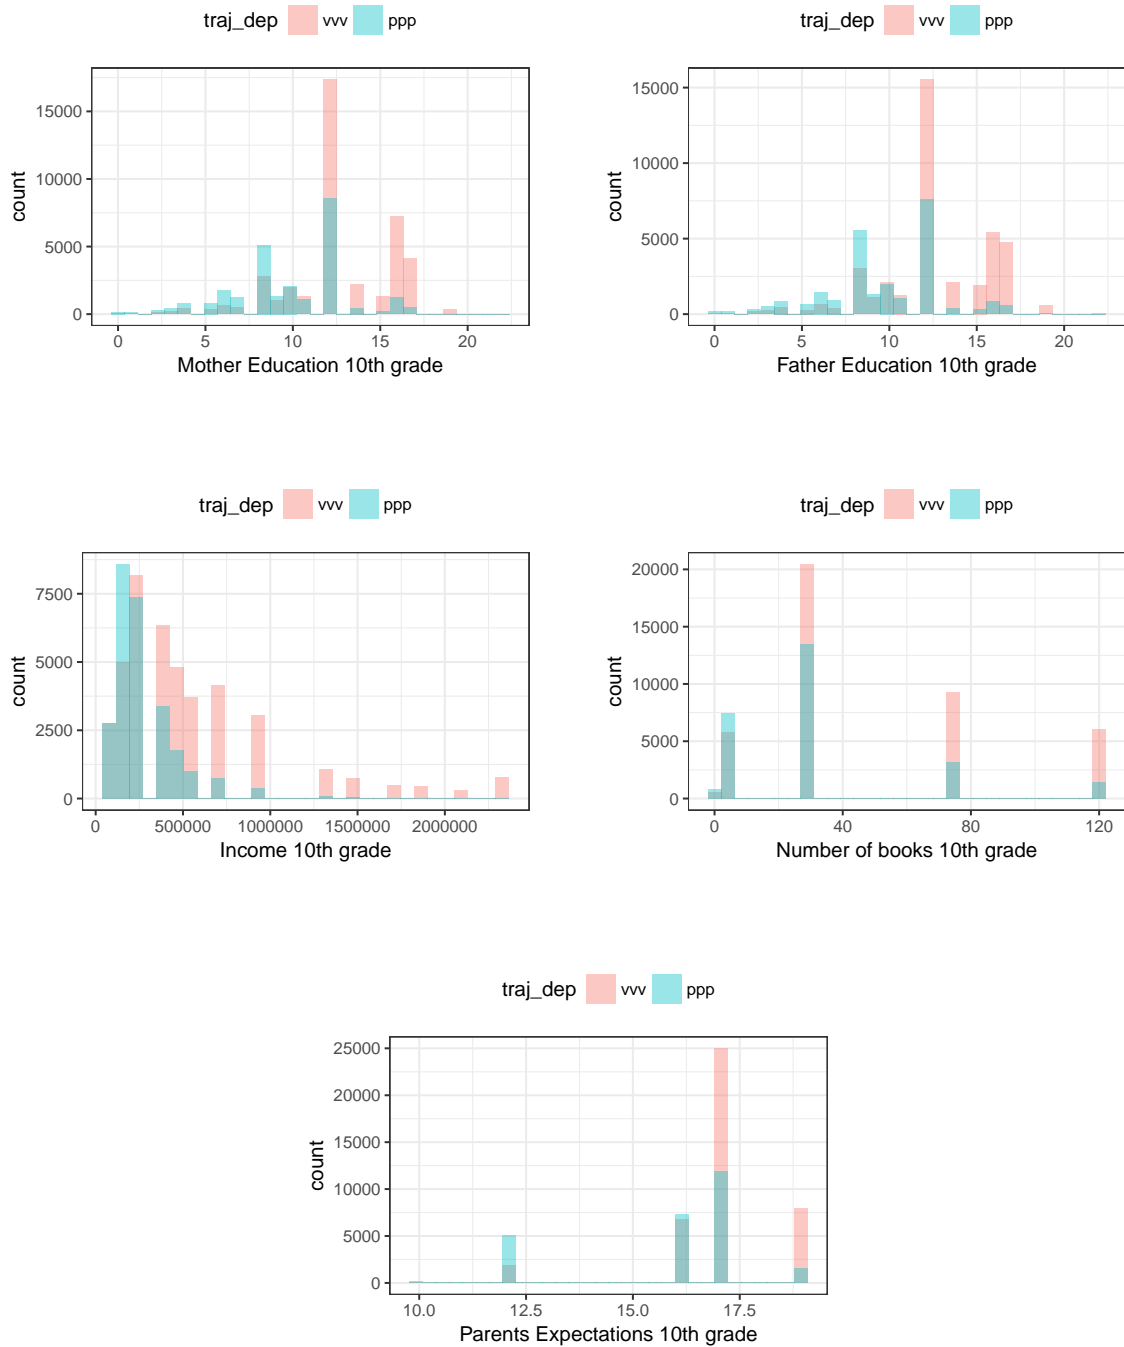 traj_dep vvv ppp
15000
10000
5000
0
count
0 5 10 15 20
Mother Education 10th grade
traj_dep vvv ppp
15000
10000
5000
0
count
0 5 10 15 20
Father Education 10th grade
traj_dep vvv ppp
7500
5000
2500
0
count
0 500000 1000000 1500000 2000000
Income 10th grade
traj_dep vvv ppp
20000
15000
10000
5000
0
count
0 40 80 120
Number of books 10th grade
traj_dep vvv ppp
25000
20000
15000
10000
5000
0
count
10.0 12.5 15.0 17.5
Parents Expectations 10th grade